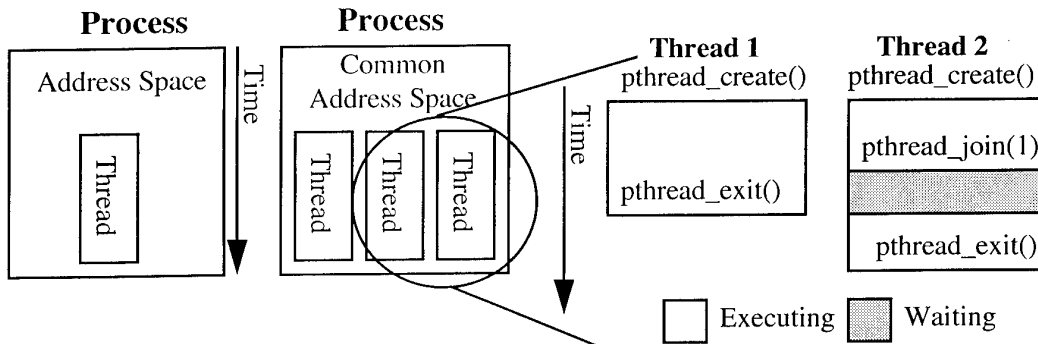 Process
Address Space
Thread
Time
Process
Common
Address Space
Thread
Thread
Thread
Time
Thread 1
pthread_create()
pthread_exit()
Thread 2
pthread_create()
pthread_join(1)
pthread_exit()
Executing
Waiting